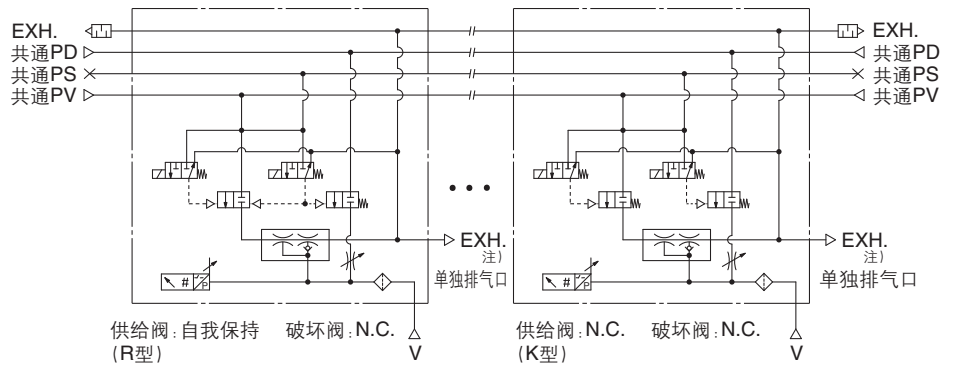 EXH.
共通PD
共通PS
共通PV
EXH.
共通PD
共通PS
共通PV
EXH.
注)
单独排气口
EXH.
注)
单独排气口
#
P
#
P
供给阀:自我保持
(R型)
破坏阀:N.C.
V
供给阀:N.C.
(K型)
破坏阀:N.C.
V